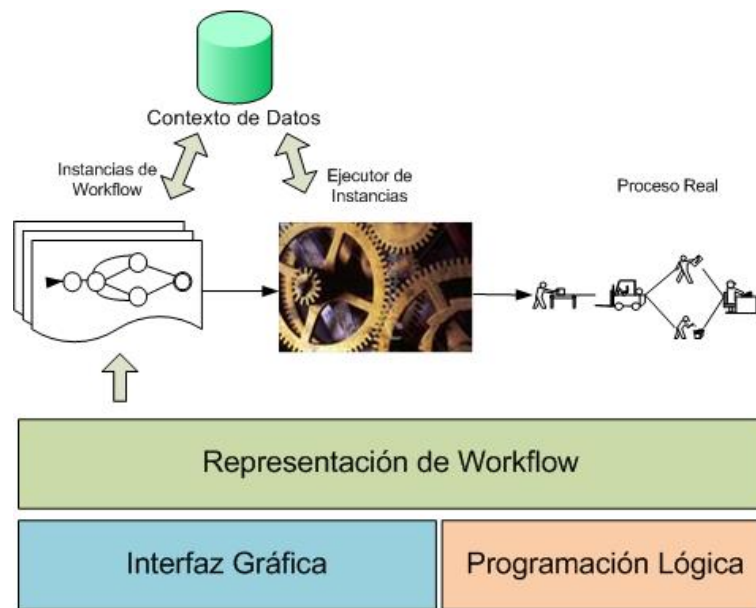 Contexto de Datos
Instancias de
Workflow
Ejecutor de
Instancias
Proceso Real
Representación de Workflow
Interfaz Gráfica
Programación Lógica